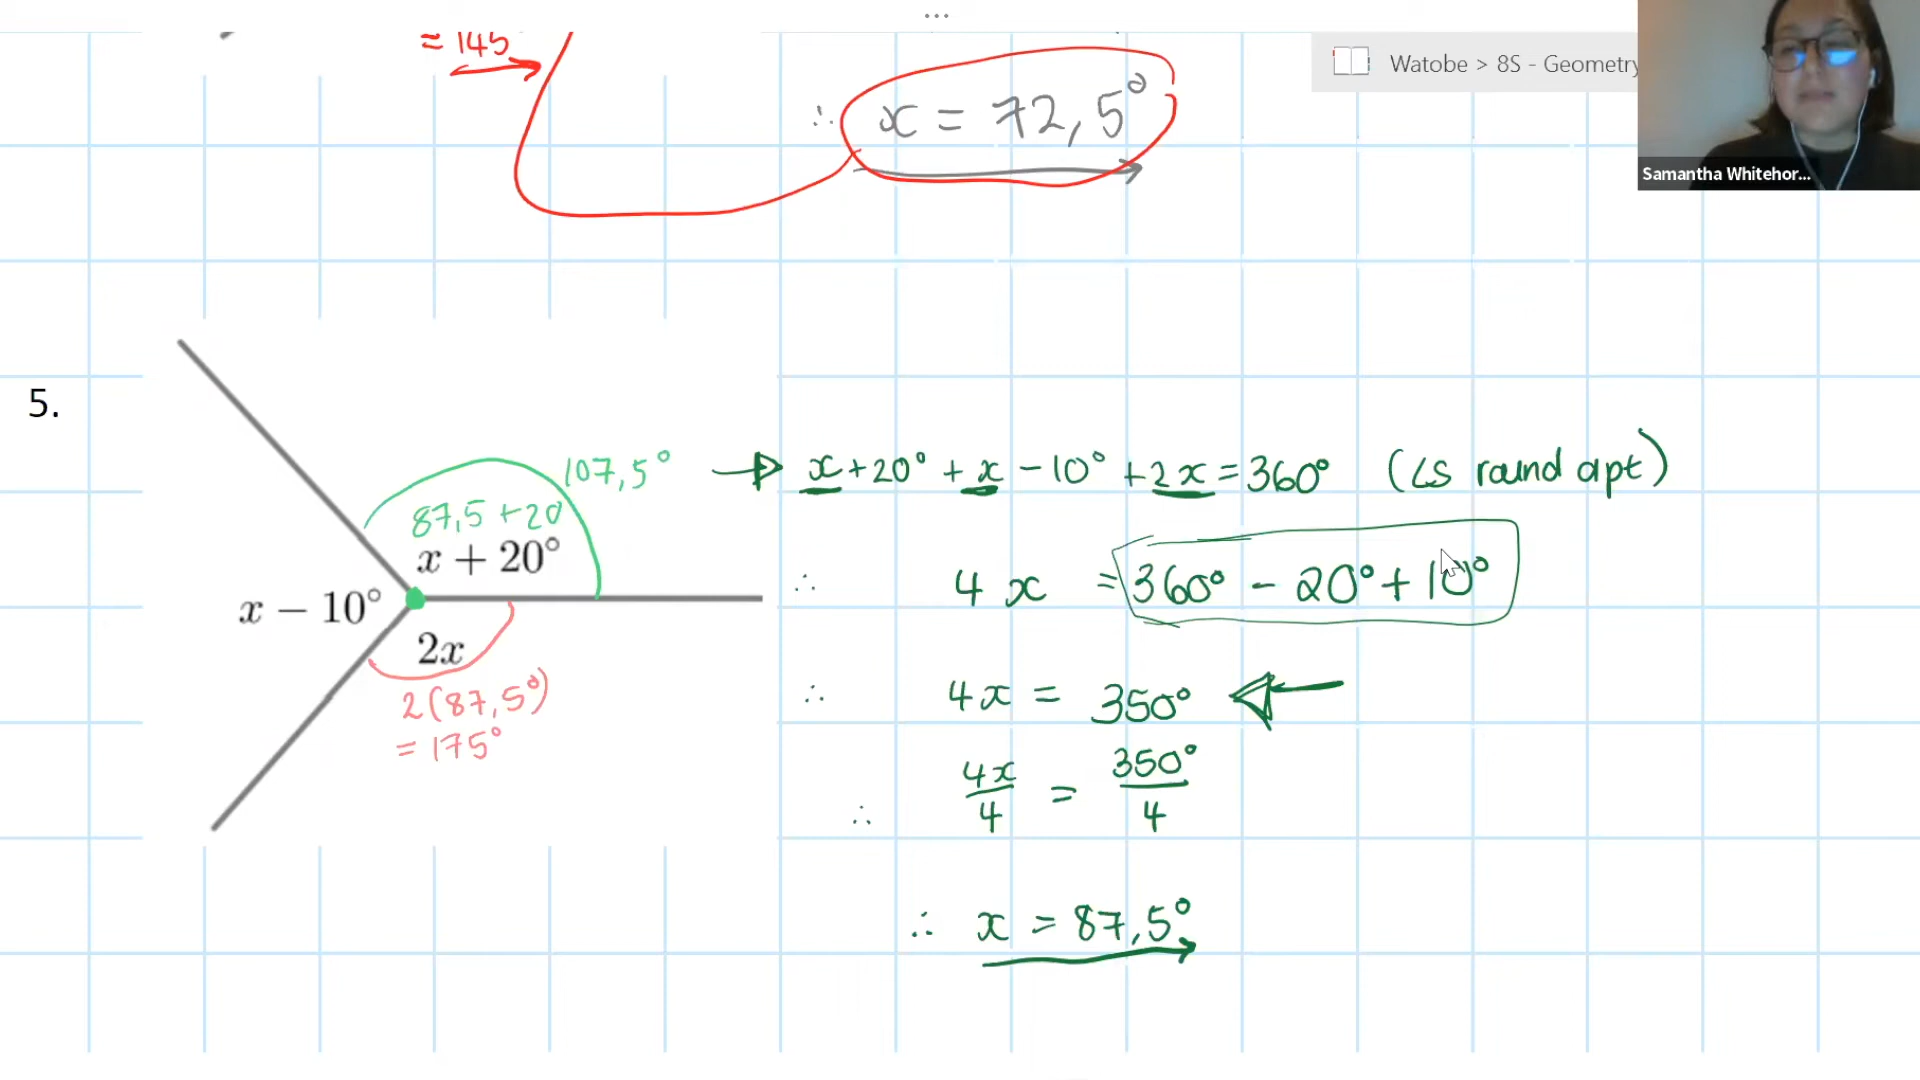 = 145
Watobe > 8S - Geometry
∴ x = 72,5°
Samantha Whitehor...
5.
107,5°
87,5 +20
x + 20°
x − 10°
2x
2(87,5°)
= 175°
x +20° + x − 10° + 2x = 360° (∠s round a pt)
∴ 4x = 360° − 20° + 10°
∴ 4x = 350°
∴ 4x/4 = 350°/4
∴ x = 87,5°